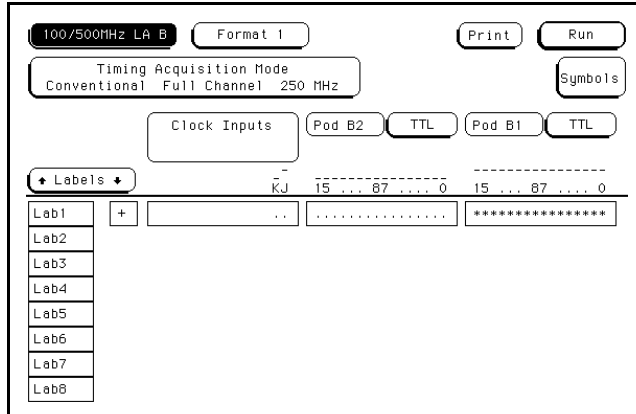 100/500MHz LA B Format 1 Print Run
Timing Acquisition Mode
Conventional Full Channel 250 MHz
Symbols
Clock Inputs Pod B2 TTL Pod B1 TTL
↑ Labels ↓ KJ 15 ... 87 .... 0 15 ... 87 .... 0
Lab1 + .. ................ ****************
Lab2
Lab3
Lab4
Lab5
Lab6
Lab7
Lab8